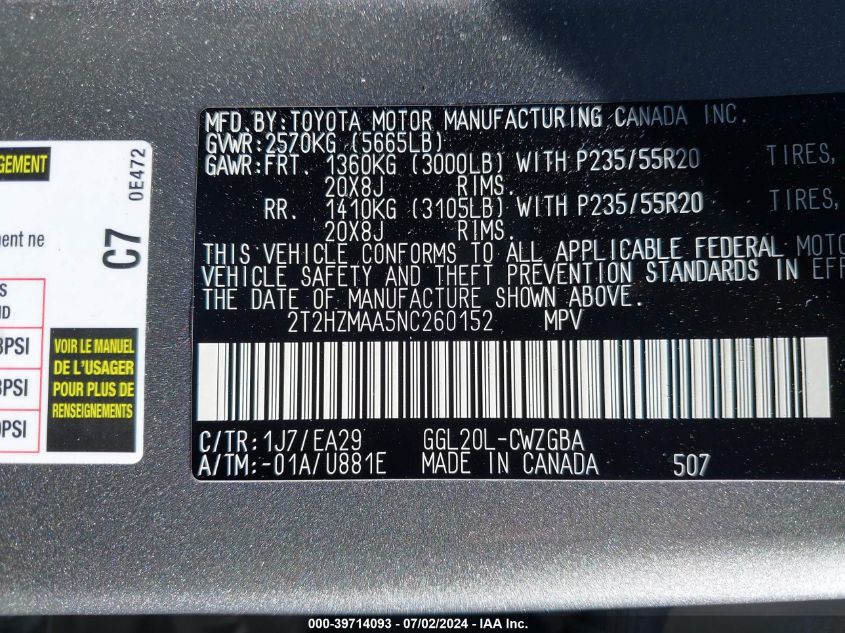 MFD.BY:TOYOTA MOTOR MANUFACTURING CANADA INC.
GVWR:2570KG (5665LB)
GAWR:FRT. 1360KG (3000LB) WITH P235/55R20 TIRES,
20X8J RIMS.
RR. 1410KG (3105LB) WITH P235/55R20 TIRES,
20X8J RIMS.
THIS VEHICLE CONFORMS TO ALL APPLICABLE FEDERAL MOTO
VEHICLE SAFETY AND THEFT PREVENTION STANDARDS IN EFF
THE DATE OF MANUFACTURE SHOWN ABOVE.
2T2HZMAA5NC260152 MPV
C/TR:1J7/EA29 GGL20L-CWZGBA
A/TM:-01A/U881E MADE IN CANADA 507
GEMENT
ment ne
C7 0E472
S
ND
PSI
PSI
PSI
VOIR LE MANUEL
DE L'USAGER
POUR PLUS DE
RENSEIGNEMENTS
000-39714093 - 07/02/2024 - IAA Inc.